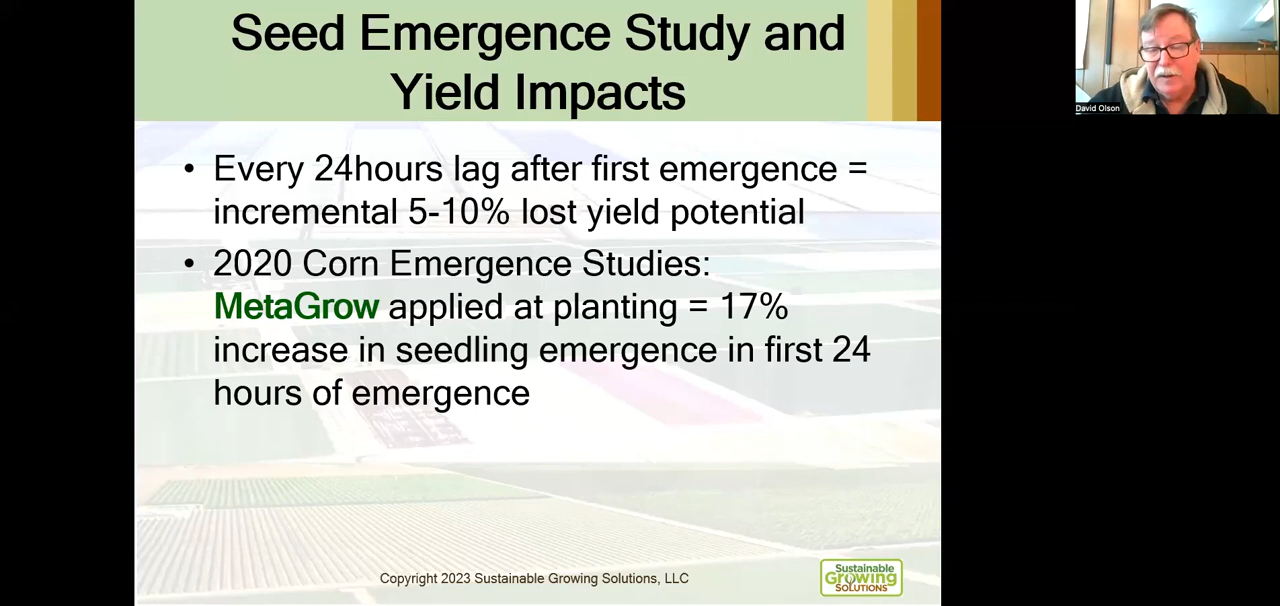 Seed Emergence Study and
Yield Impacts
David Olson
• Every 24hours lag after first emergence =
incremental 5-10% lost yield potential
• 2020 Corn Emergence Studies:
MetaGrow applied at planting = 17%
increase in seedling emergence in first 24
hours of emergence
Copyright 2023 Sustainable Growing Solutions, LLC
Sustainable
Growing
SOLUTIONS